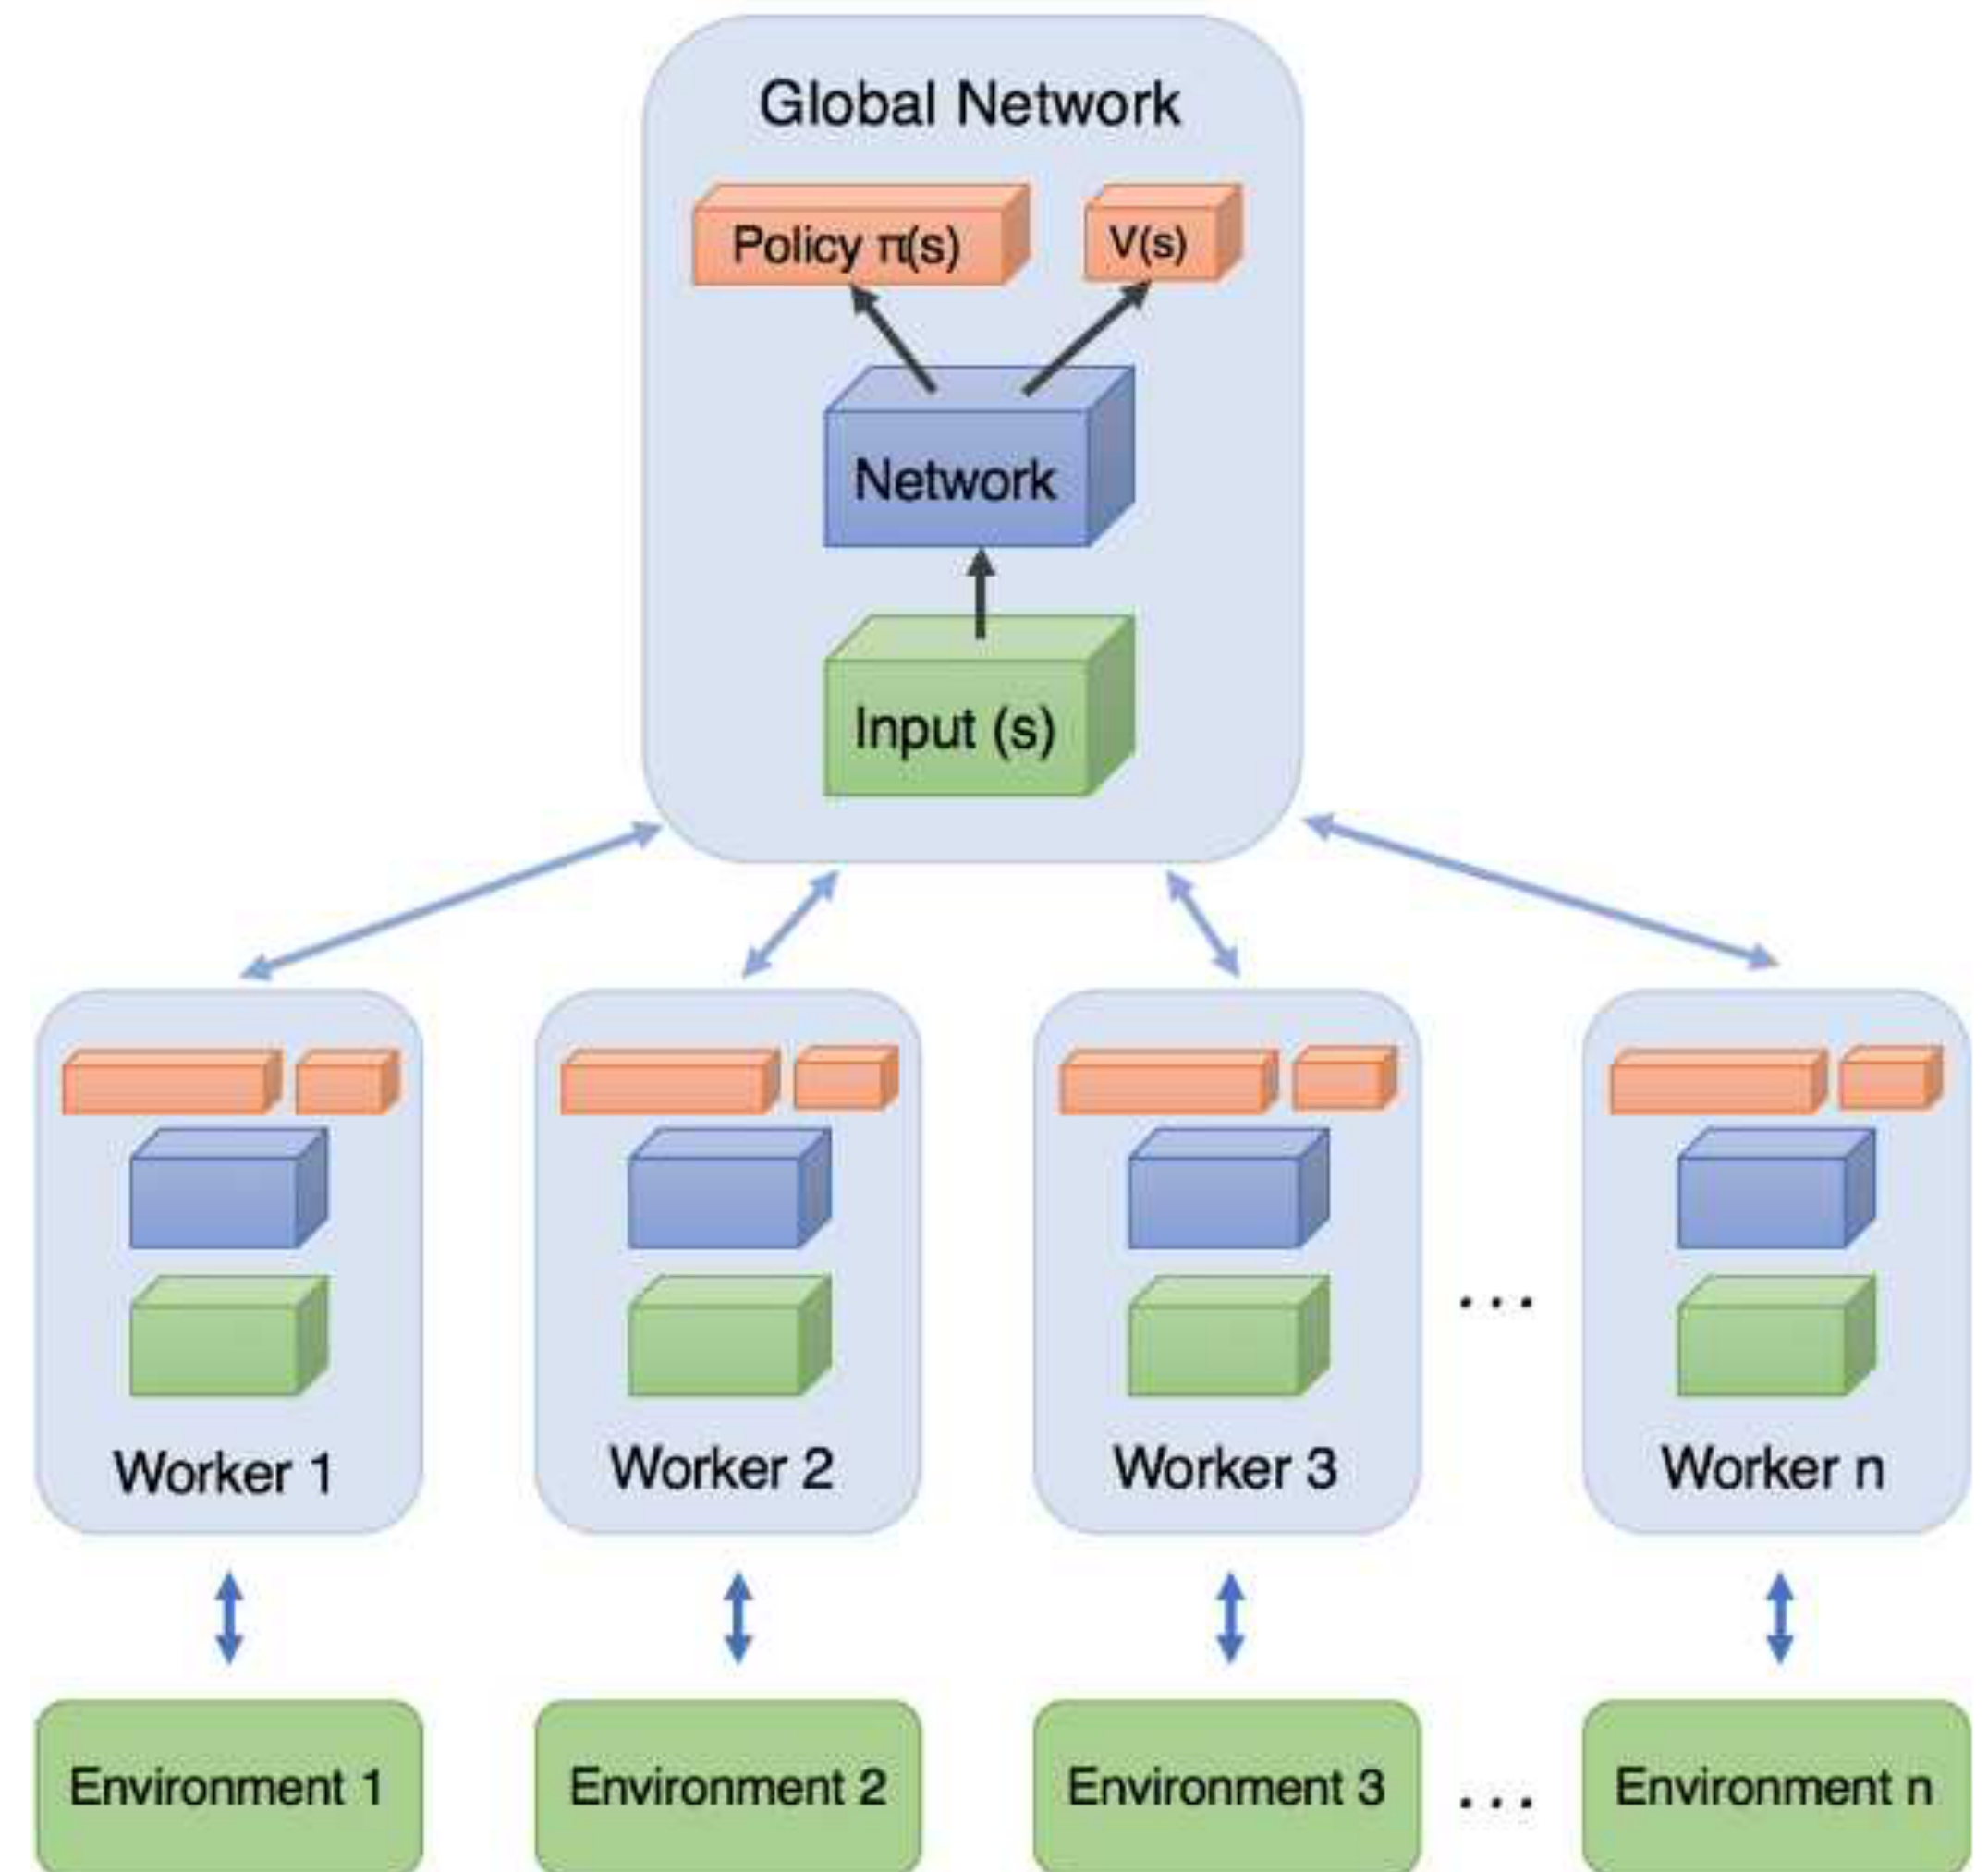 Global Network
Policy π(s)
V(s)
Network
Input (s)
...
Worker 1
Worker 2
Worker 3
Worker n
Environment 1
Environment 2
Environment 3
...
Environment n